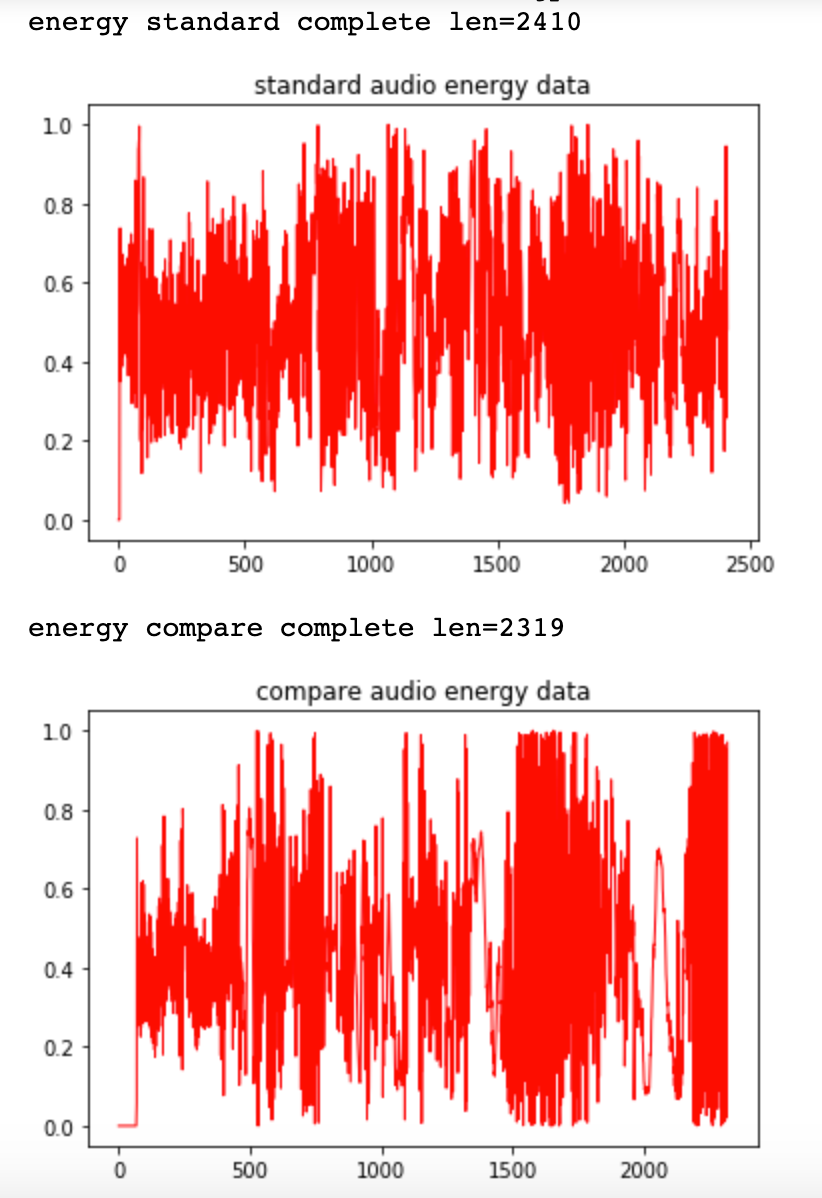 energy standard complete len=2410
standard audio energy data
1.0
0.8
0.6
0.4
0.2
0.0
0 500 1000 1500 2000 2500
energy compare complete len=2319
compare audio energy data
1.0
0.8
0.6
0.4
0.2
0.0
0 500 1000 1500 2000